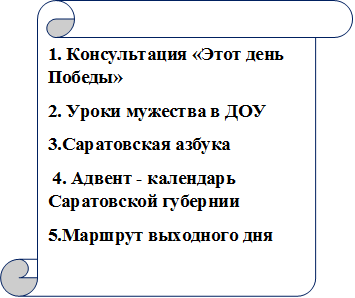 1. Консультация «Этот день
Победы»
2. Уроки мужества в ДОУ
3.Саратовская азбука
4. Адвент - календарь
Саратовской губернии
5.Маршрут выходного дня